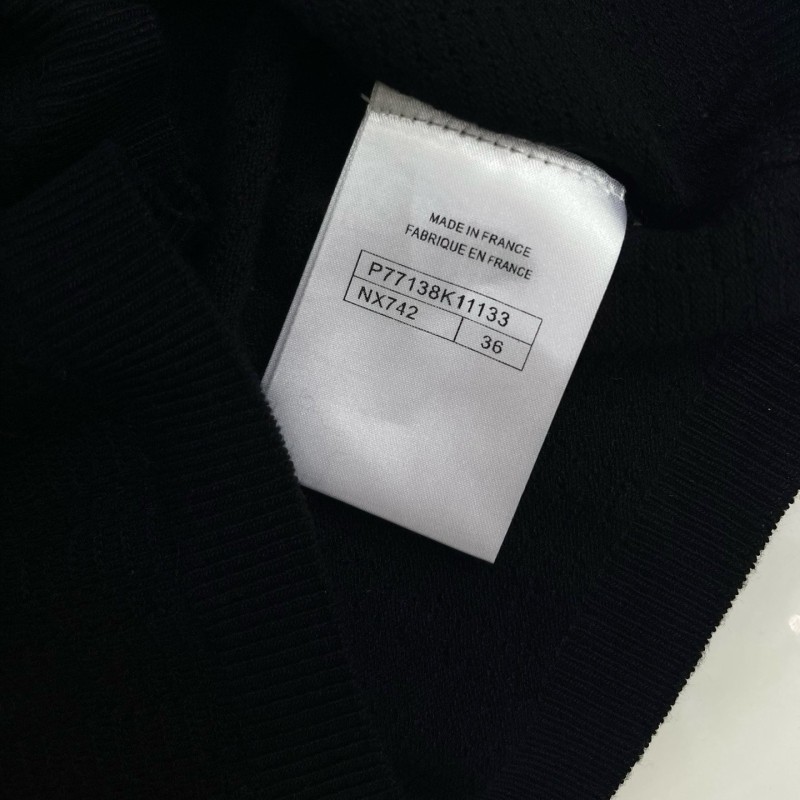 MADE IN FRANCE
FABRIQUE EN FRANCE
P77138K11133
NX742
36